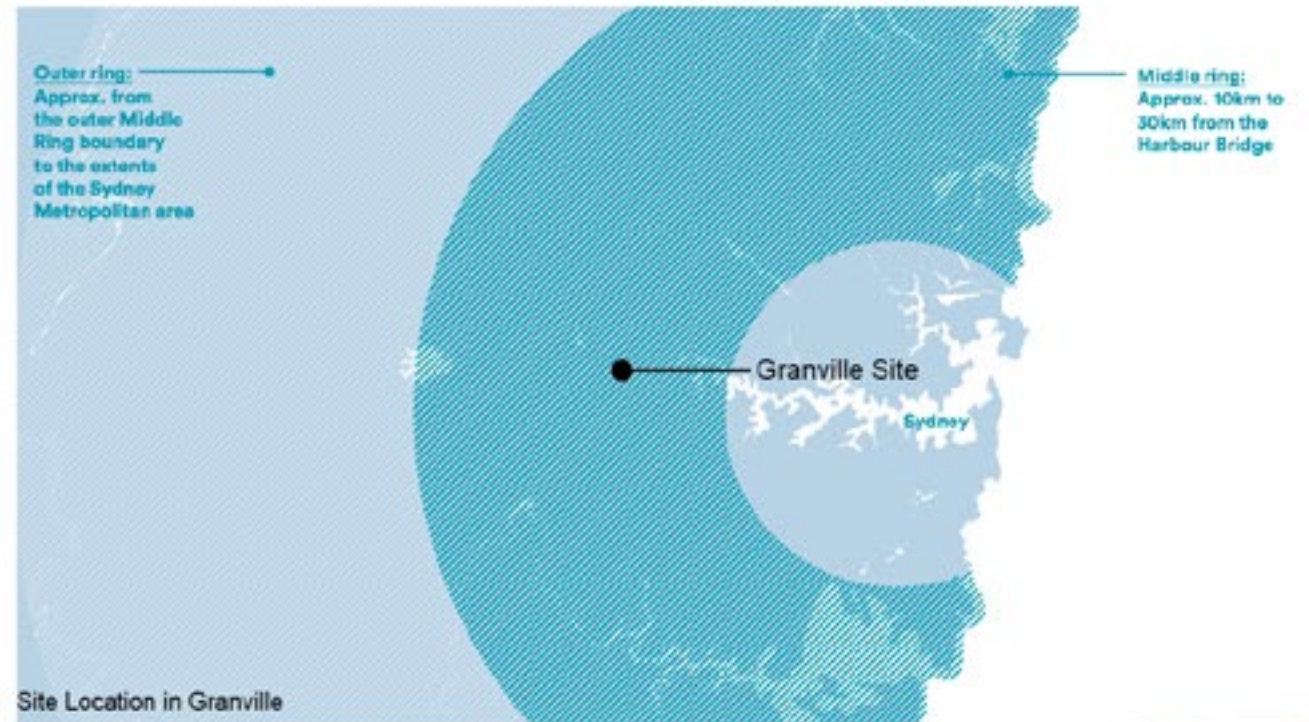 Outer ring:
Approx. from
the outer Middle
Ring boundary
to the extents
of the Sydney
Metropolitan area
Middle ring:
Approx. 10km to
30km from the
Harbour Bridge
Granville Site
Sydney
Site Location in Granville